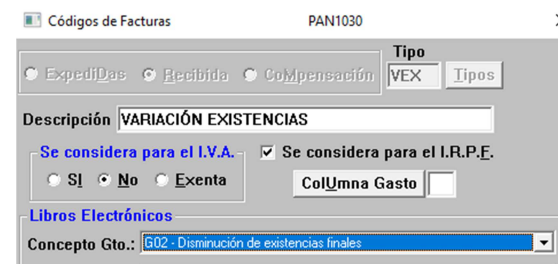 Códigos de Facturas PAN1030
Tipo
ExpediDas Recibida CoMpensación VEX Tipos
Descripción VARIACIÓN EXISTENCIAS
Se considera para el I.V.A. Se considera para el I.R.P.F.
SI No Exenta ColUmna Gasto
Libros Electrónicos
Concepto Gto.: G02 - Disminución de existencias finales